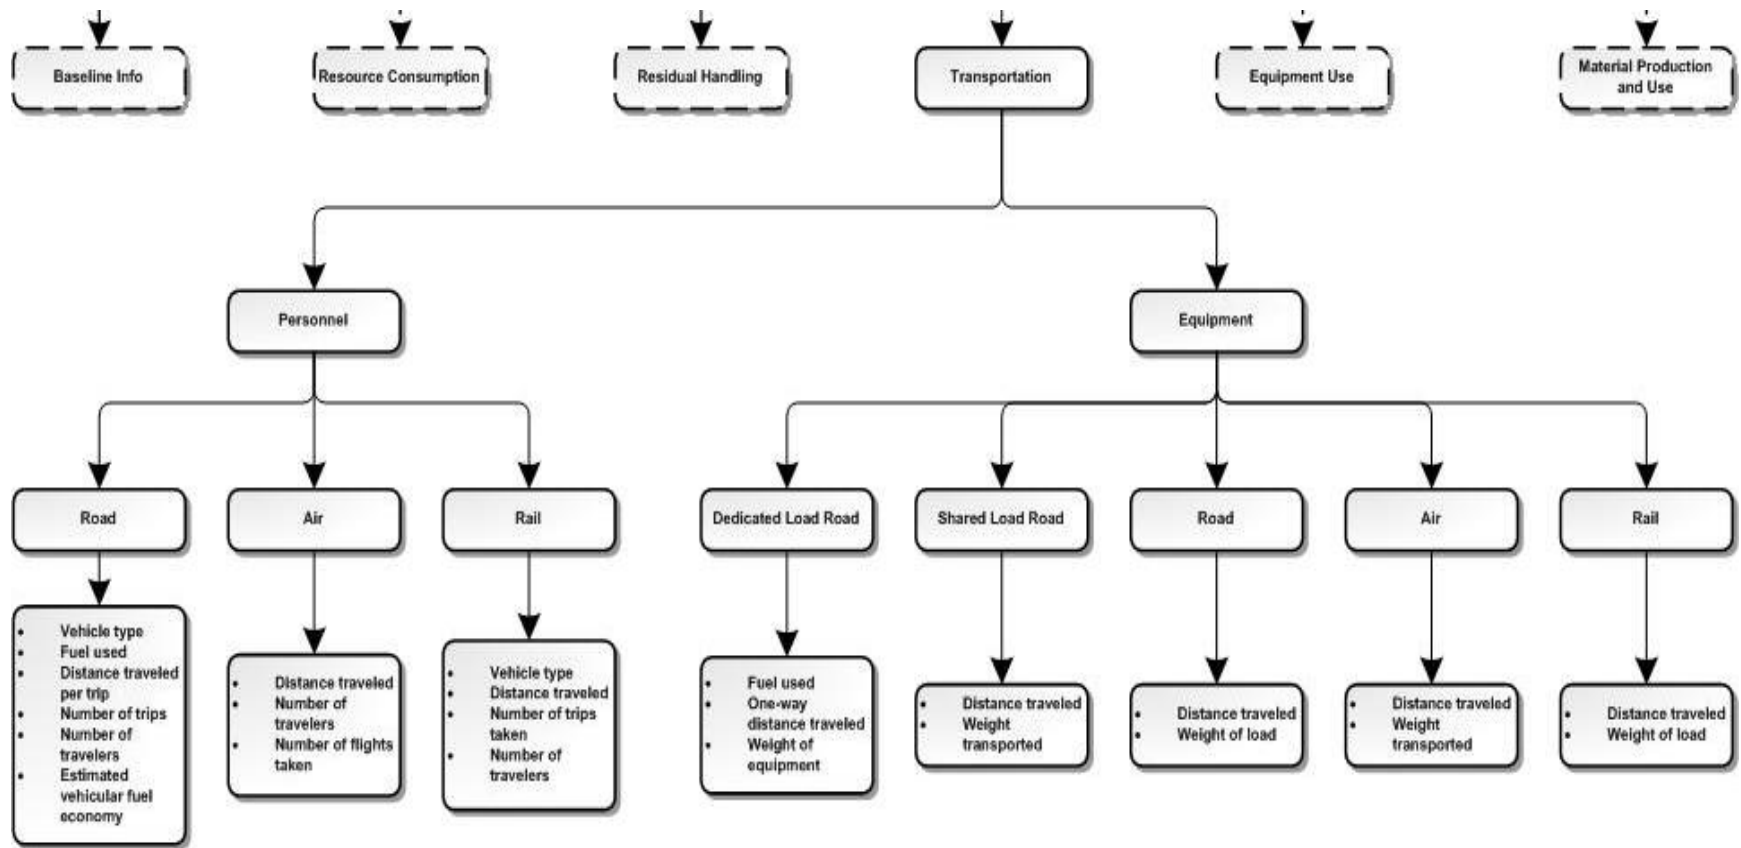 Baseline Info
Resource Consumption
Residual Handling
Transportation
Equipment Use
Material Production
and Use
Personnel
Equipment
Road
Air
Rail
Dedicated Load Road
Shared Load Road
Road
Air
Rail
• Vehicle type
• Fuel used
• Distance traveled
per trip
• Number of trips
• Number of
travelers
• Estimated
vehicular fuel
economy
• Distance traveled
• Number of
travelers
• Number of flights
taken
• Vehicle type
• Distance traveled
• Number of trips
taken
• Number of
travelers
• Fuel used
• One-way
distance traveled
• Weight of
equipment
• Distance traveled
• Weight
transported
• Distance traveled
• Weight of load
• Distance traveled
• Weight
transported
• Distance traveled
• Weight of load